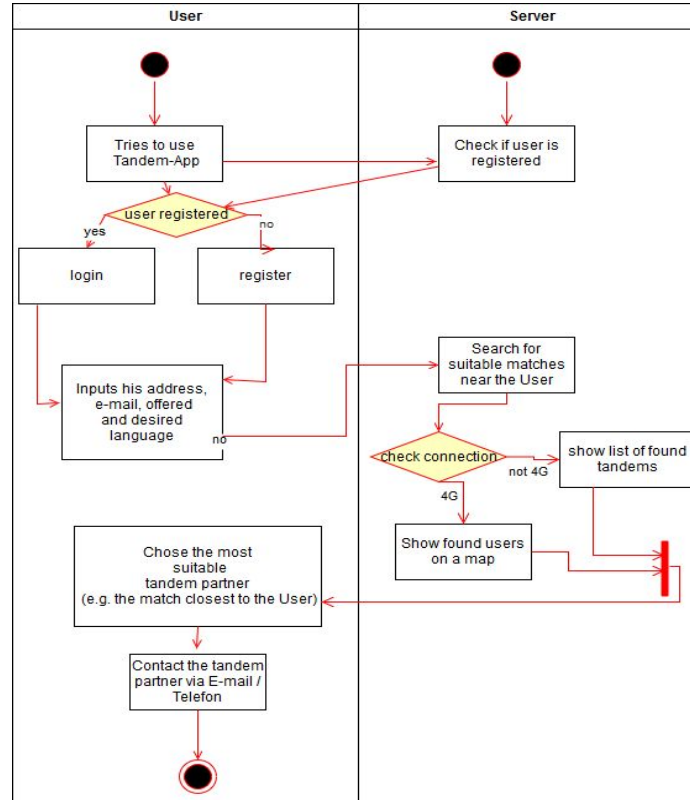 User
Server
Tries to use
Tandem-App
Check if user is
registered
user registered
yes
no
login
register
Inputs his address,
e-mail, offered
and desired
language
no
Search for
suitable matches
near the User
check connection
not 4G
4G
show list of found
tandems
Show found users
on a map
Chose the most
suitable
tandem partner
(e.g. the match closest to the User)
Contact the tandem
partner via E-mail /
Telefon